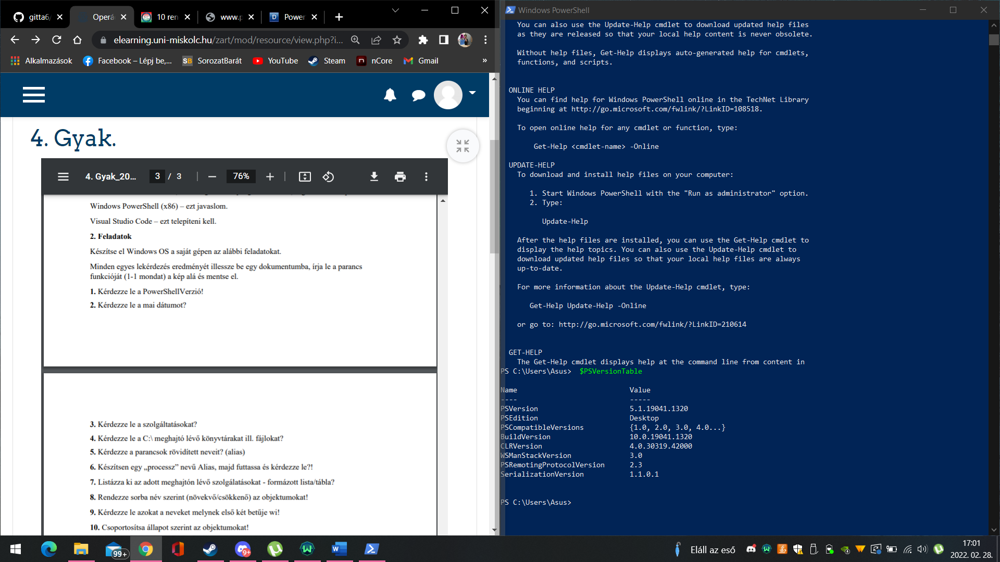 gitta6/
Operá
10 ren
www.p
Power
elearning.uni-miskolc.hu/zart/mod/resource/view.php?i...
Alkalmazások
Facebook – Lépj be,...
SB SorozatBarát
YouTube
Steam
n nCore
Gmail
»
4. Gyak.
4. Gyak_20...
3 / 3
76%
Windows PowerShell (x86) – ezt javaslom.
Visual Studio Code – ezt telepíteni kell.
2. Feladatok
Készítse el Windows OS a saját gépen az alábbi feladatokat.
Minden egyes lekérdezés eredményét illessze be egy dokumentumba, írja le a parancs
funkcióját (1-1 mondat) a kép alá és mentse el.
1. Kérdezze le a PowerShellVerzió!
2. Kérdezze le a mai dátumot?
3. Kérdezze le a szolgáltatásokat?
4. Kérdezze le a C:\ meghajtó lévő könyvtárakat ill. fájlokat?
5. Kérdezze a parancsok rövidített neveit? (alias)
6. Készítsen egy „processz” nevű Alias, majd futtassa és kérdezze le?!
7. Listázza ki az adott meghajtón lévő szolgálatásokat - formázott lista/tábla?
8. Rendezze sorba név szerint (növekvő/csökkenő) az objektumokat!
9. Kérdezze le azokat a neveket melynek első két betűje wi!
10. Csoportosítsa állapot szerint az objektumokat!
Windows PowerShell
You can also use the Update-Help cmdlet to download updated help files
as they are released so that your local help content is never obsolete.
Without help files, Get-Help displays auto-generated help for cmdlets,
functions, and scripts.
ONLINE HELP
You can find help for Windows PowerShell online in the TechNet Library
beginning at http://go.microsoft.com/fwlink/?LinkID=108518.
To open online help for any cmdlet or function, type:
Get-Help <cmdlet-name> -Online
UPDATE-HELP
To download and install help files on your computer:
1. Start Windows PowerShell with the "Run as administrator" option.
2. Type:
Update-Help
After the help files are installed, you can use the Get-Help cmdlet to
display the help topics. You can also use the Update-Help cmdlet to
download updated help files so that your local help files are always
up-to-date.
For more information about the Update-Help cmdlet, type:
Get-Help Update-Help -Online
or go to: http://go.microsoft.com/fwlink/?LinkID=210614
GET-HELP
The Get-Help cmdlet displays help at the command line from content in
PS C:\Users\Asus> $PSVersionTable
Name Value
---- -----
PSVersion 5.1.19041.1320
PSEdition Desktop
PSCompatibleVersions {1.0, 2.0, 3.0, 4.0...}
BuildVersion 10.0.19041.1320
CLRVersion 4.0.30319.42000
WSManStackVersion 3.0
PSRemotingProtocolVersion 2.3
SerializationVersion 1.1.0.1
PS C:\Users\Asus>
99+
9+
Eláll az eső
17:01
2022. 02. 28.